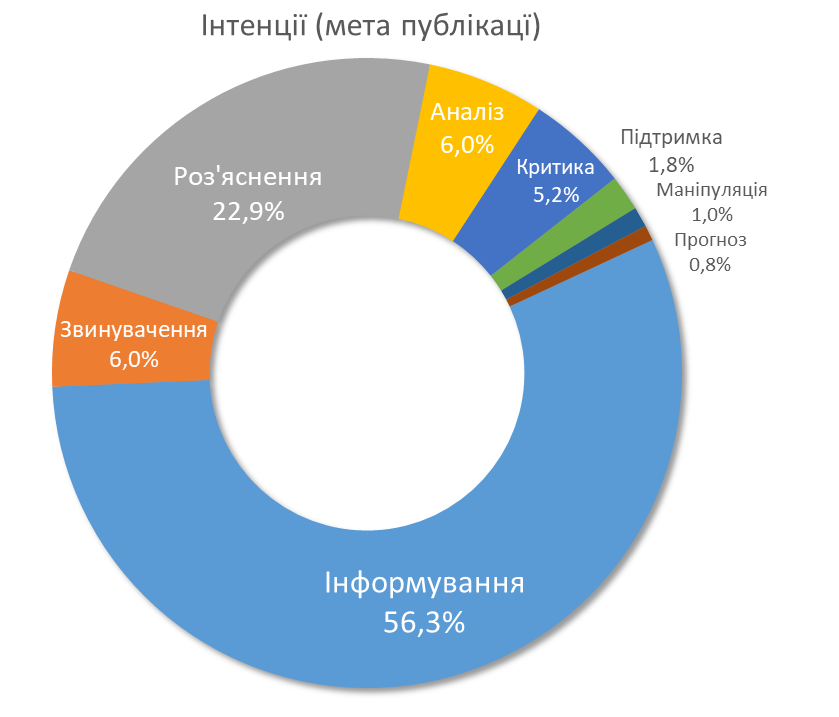 Інтенції (мета публікацї)
Аналіз
6,0%
Критика
5,2%
Підтримка
1,8%
Маніпуляція
1,0%
Прогноз
0,8%
Роз'яснення
22,9%
Звинувачення
6,0%
Інформування
56,3%